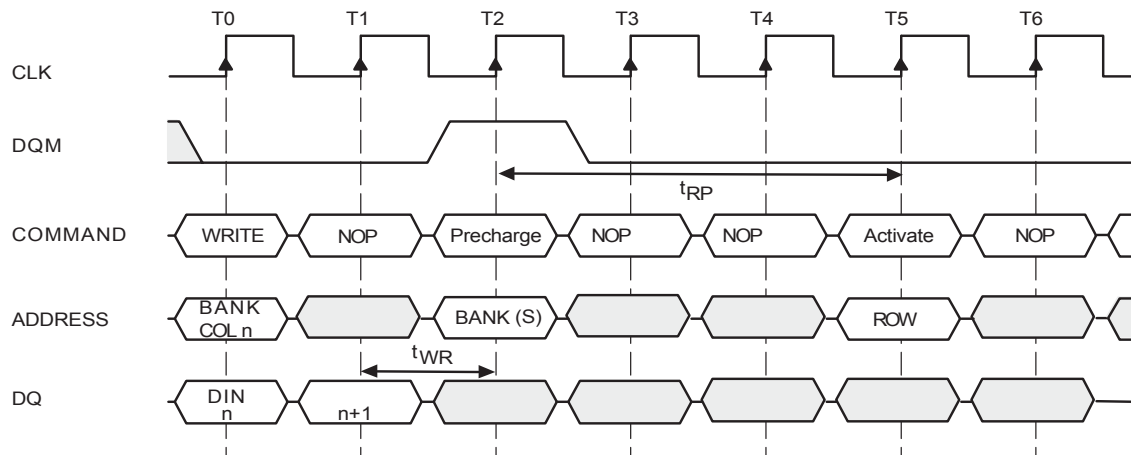 T0 T1 T2 T3 T4 T5 T6
CLK
DQM
tRP
COMMAND WRITE NOP Precharge NOP NOP Activate NOP
ADDRESS BANK COL n BANK (S) ROW
tWR
DQ DIN n n+1